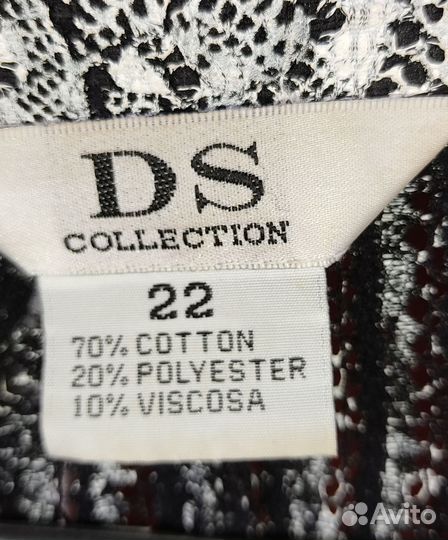 DS
COLLECTION
22
70% COTTON
20% POLYESTER
10% VISCOSA
Avito